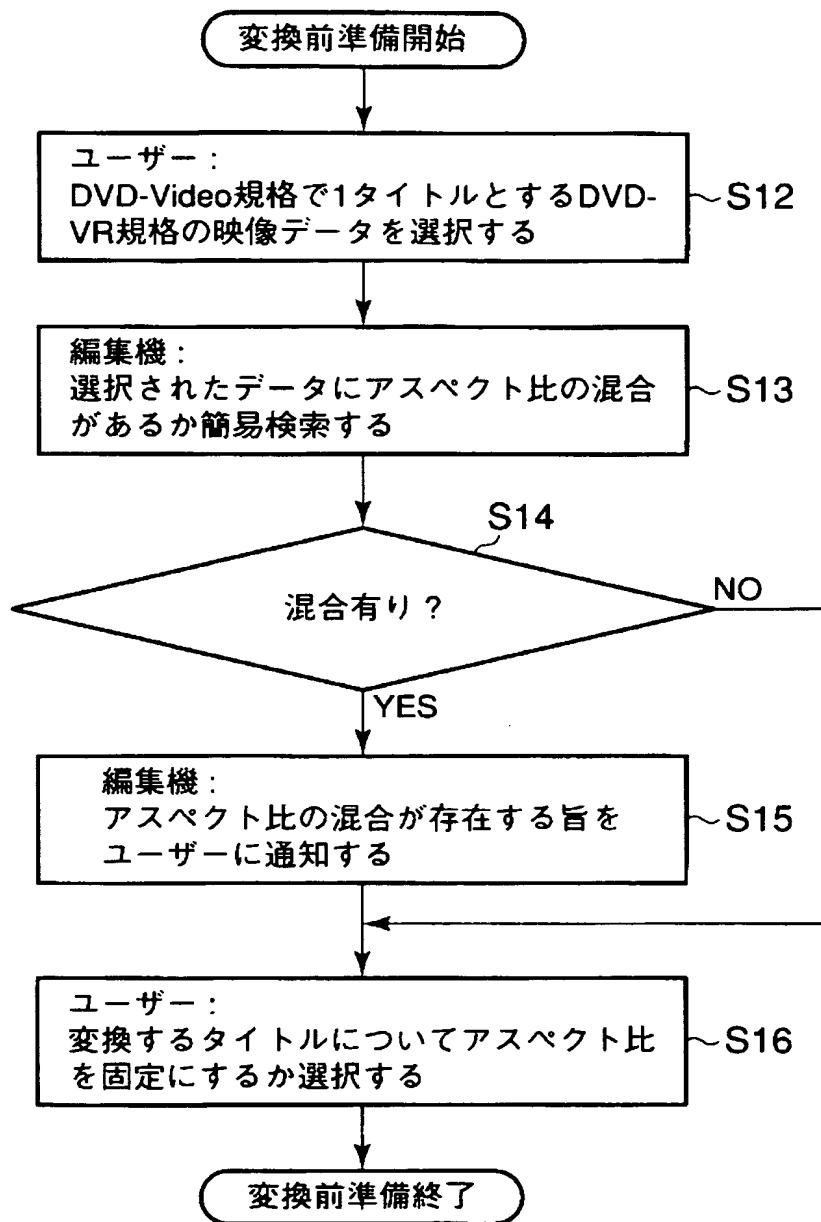 変換前準備開始
ユーザー：
DVD-Video規格で1タイトルとするDVD-
VR規格の映像データを選択する
S12
編集機：
選択されたデータにアスペクト比の混合
があるか簡易検索する
S13
S14
混合有り？
NO
YES
編集機：
アスペクト比の混合が存在する旨を
ユーザーに通知する
S15
ユーザー：
変換するタイトルについてアスペクト比
を固定にするか選択する
S16
変換前準備終了